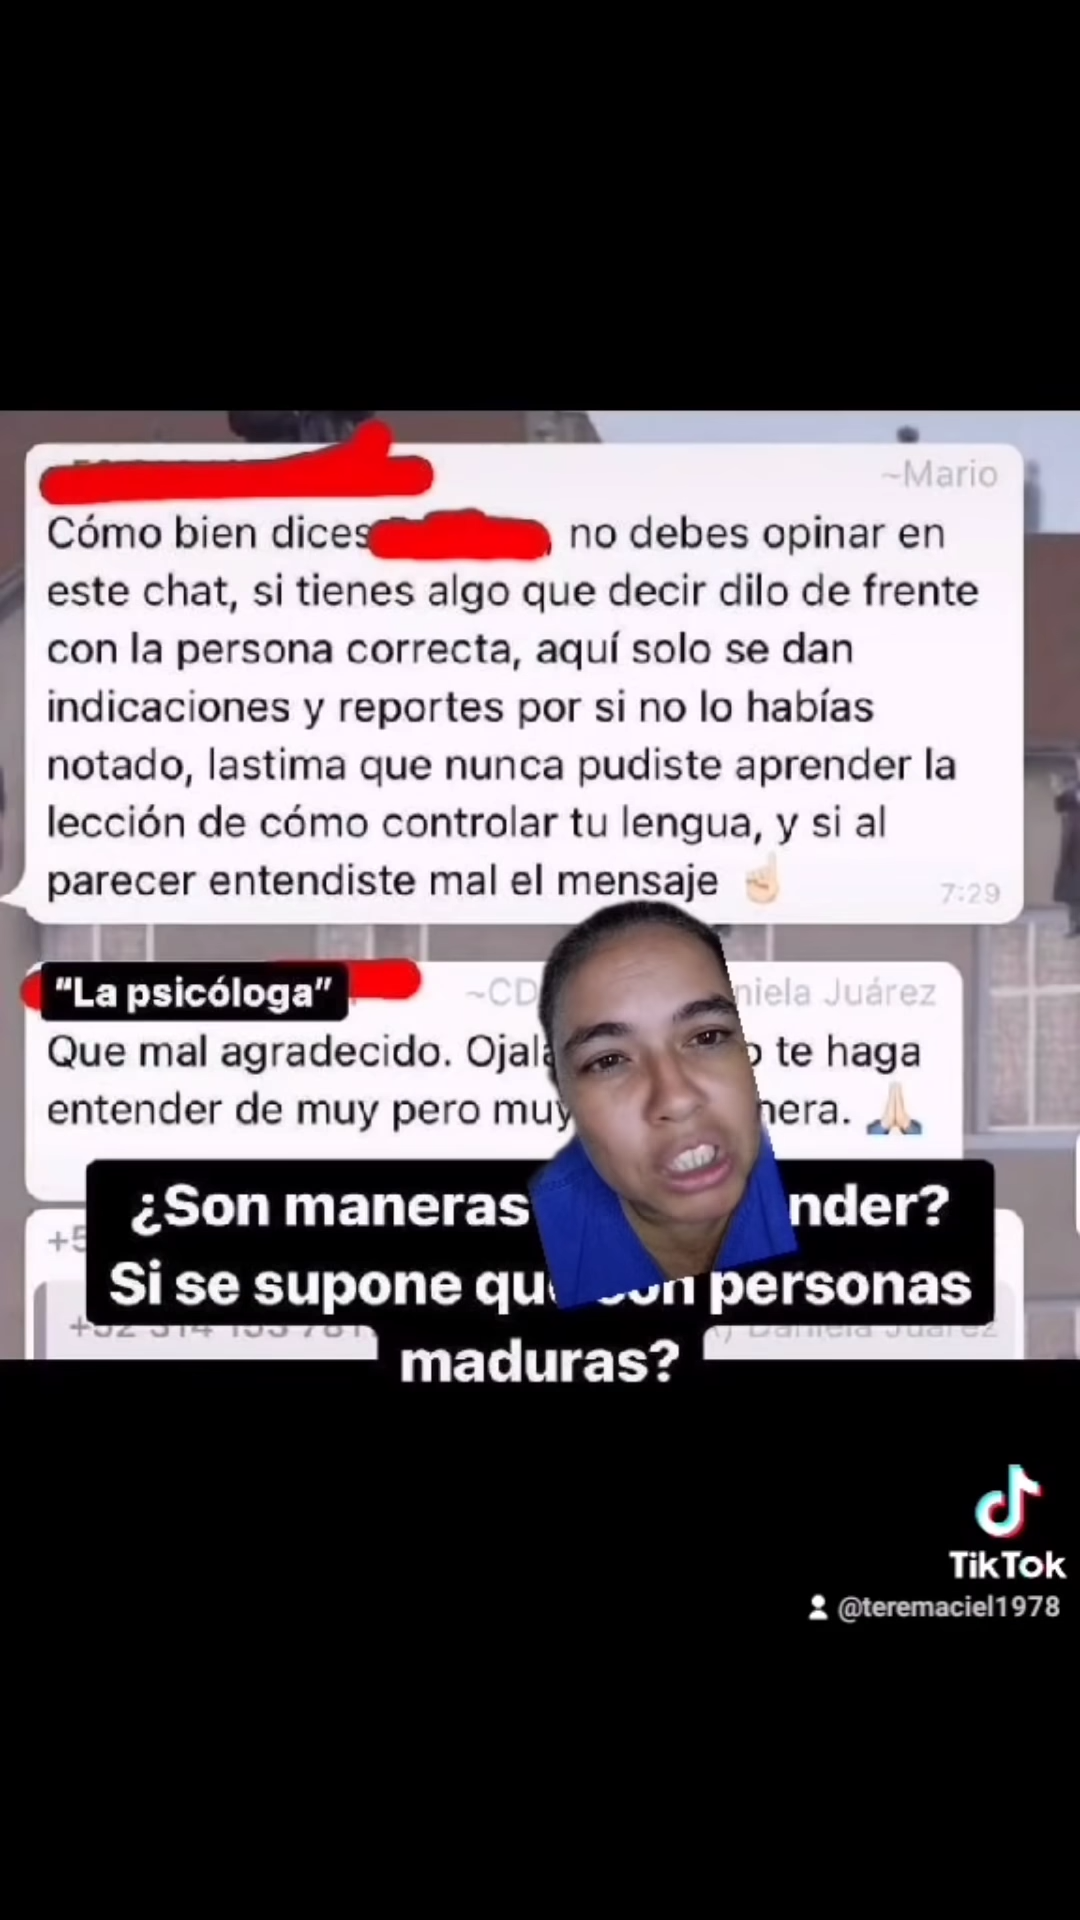 ~Mario
Cómo bien dices , no debes opinar en
este chat, si tienes algo que decir dilo de frente
con la persona correcta, aquí solo se dan
indicaciones y reportes por si no lo habías
notado, lastima que nunca pudiste aprender la
lección de cómo controlar tu lengua, y si al
parecer entendiste mal el mensaje ☝🏻
7:29
“La psicóloga” ~CD Juárez
Que mal agradecido. te haga
entender de muy pero muy 🙏🏻
¿Son maneras
Si se supone personas
maduras?
TikTok
@teremaciel1978